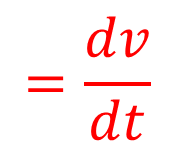 = dv/dt